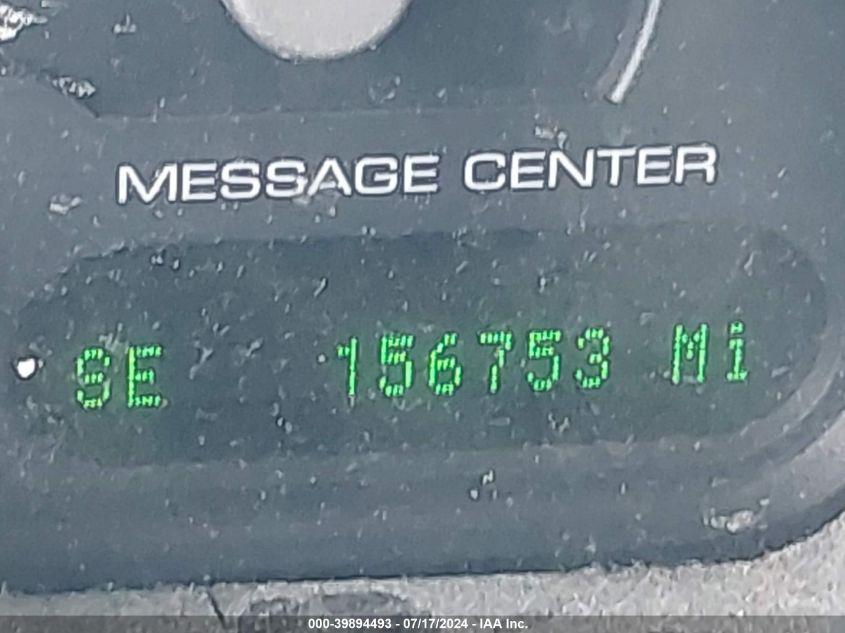 MESSAGE CENTER
SE 156753 Mi
000-39894493 - 07/17/2024 - IAA Inc.